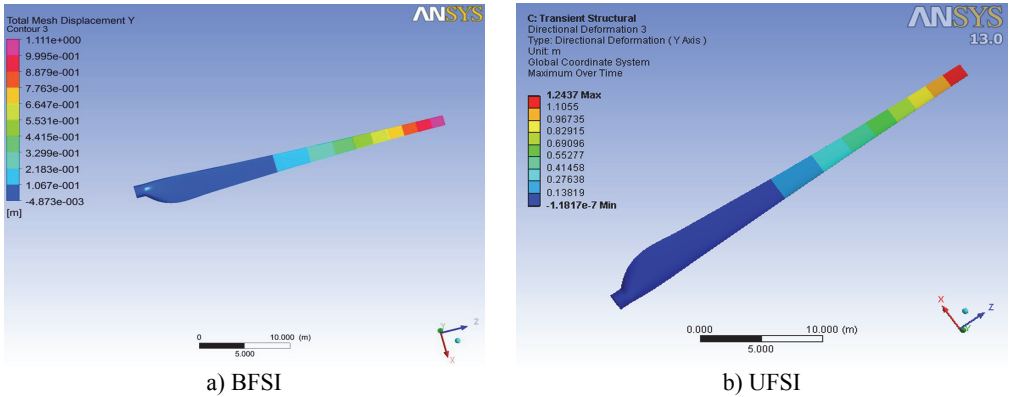 Total Mesh Displacement Y
Contour 3
1.111e+000
9.995e-001
8.879e-001
7.763e-001
6.647e-001
5.531e-001
4.415e-001
3.299e-001
2.183e-001
1.067e-001
-4.873e-003
[m]
ANSYS
0 10.000 (m)
5.000
Y Z
X
a) BFSI
C: Transient Structural
Directional Deformation 3
Type: Directional Deformation ( Y Axis )
Unit: m
Global Coordinate System
Maximum Over Time
1.2437 Max
1.1055
0.96735
0.82915
0.69096
0.55277
0.41458
0.27638
0.13819
-1.1817e-7 Min
ANSYS
13.0
0.000 10.000 (m)
5.000
X Z
Y
b) UFSI